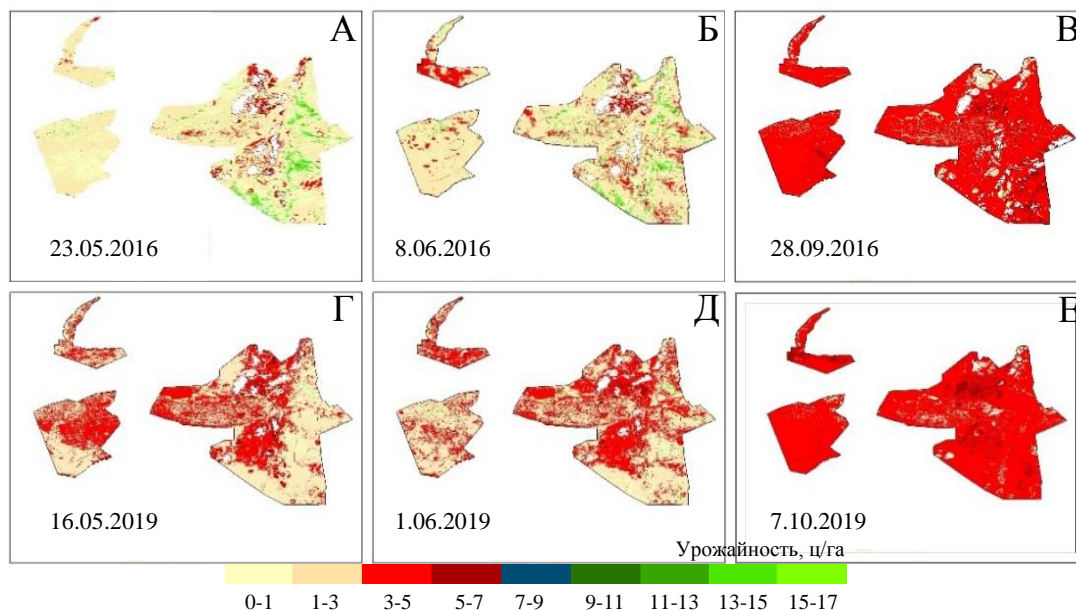 А
Б
В
23.05.2016
8.06.2016
28.09.2016
Г
Д
Е
16.05.2019
1.06.2019
7.10.2019
Урожайность, ц/га
0-1 1-3 3-5 5-7 7-9 9-11 11-13 13-15 15-17